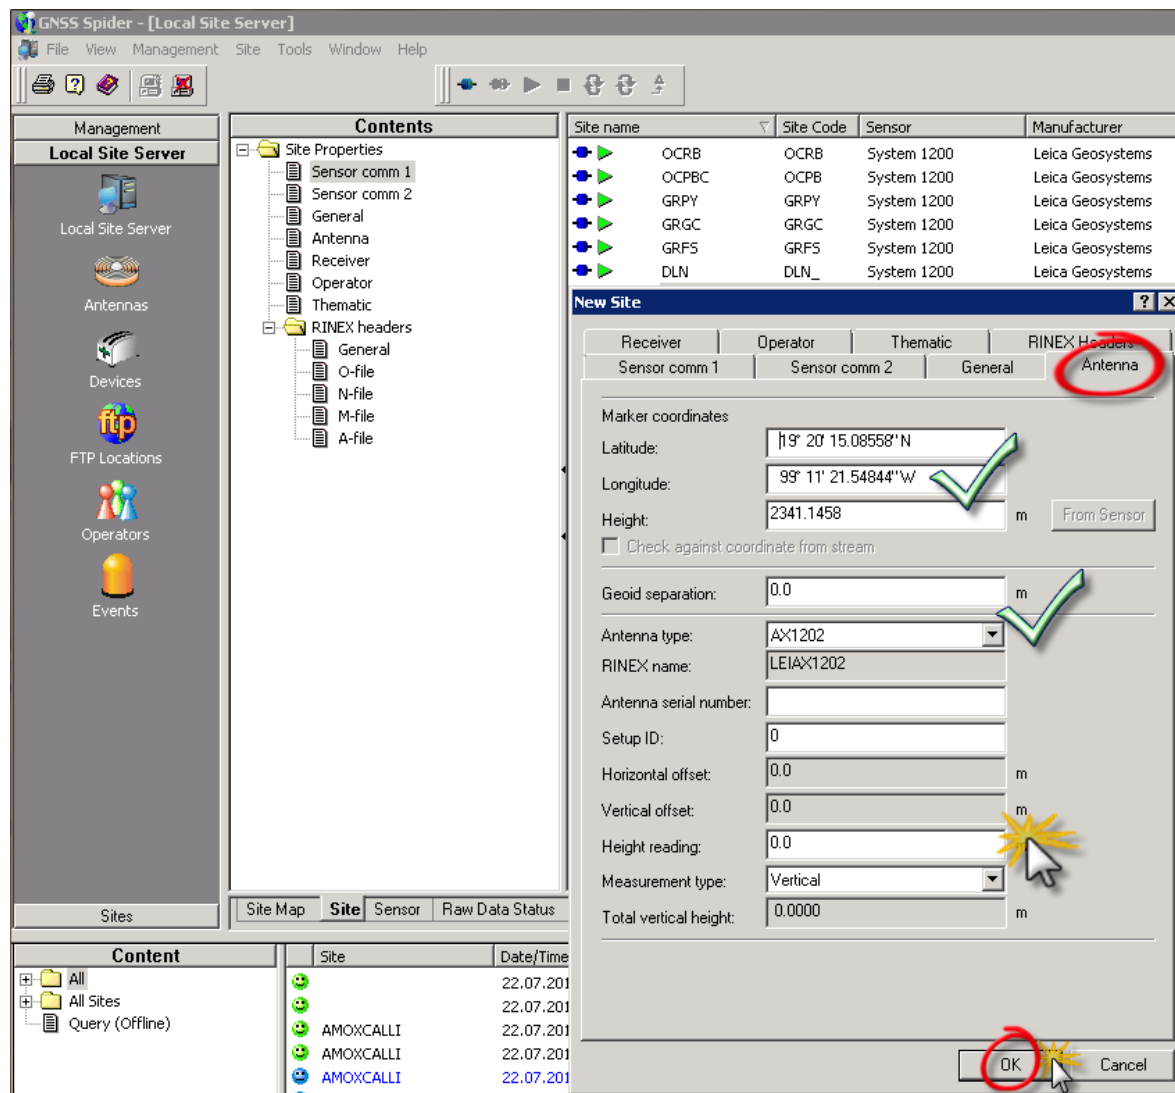 GNSS Spider - [Local Site Server]
File View Management Site Tools Window Help
Management
Local Site Server
Local Site Server
Antennas
Devices
ftp
FTP Locations
Operators
Events
Sites
Contents
Site Properties
Sensor comm 1
Sensor comm 2
General
Antenna
Receiver
Operator
Thematic
RINEX headers
General
O-file
N-file
M-file
A-file
Site Map Site Sensor Raw Data Status
Site name Site Code Sensor Manufacturer
OCRB OCRB System 1200 Leica Geosystems
OCPBC OCPB System 1200 Leica Geosystems
GRPY GRPY System 1200 Leica Geosystems
GRGC GRGC System 1200 Leica Geosystems
GRFS GRFS System 1200 Leica Geosystems
DLN DLN_ System 1200 Leica Geosystems
New Site
Receiver Operator Thematic RINEX Headers
Sensor comm 1 Sensor comm 2 General Antenna
Marker coordinates
Latitude: 19° 20' 15.08558'' N
Longitude: 99° 11' 21.54844'' W
Height: 2341.1458 m From Sensor
Check against coordinate from stream
Geoid separation: 0.0 m
Antenna type: AX1202
RINEX name: LEIAX1202
Antenna serial number:
Setup ID: 0
Horizontal offset: 0.0 m
Vertical offset: 0.0 m
Height reading: 0.0
Measurement type: Vertical
Total vertical height: 0.0000 m
OK Cancel
Content
All
All Sites
Query (Offline)
Site Date/Time
22.07.201
22.07.201
AMOXCALLI 22.07.201
AMOXCALLI 22.07.201
AMOXCALLI 22.07.201